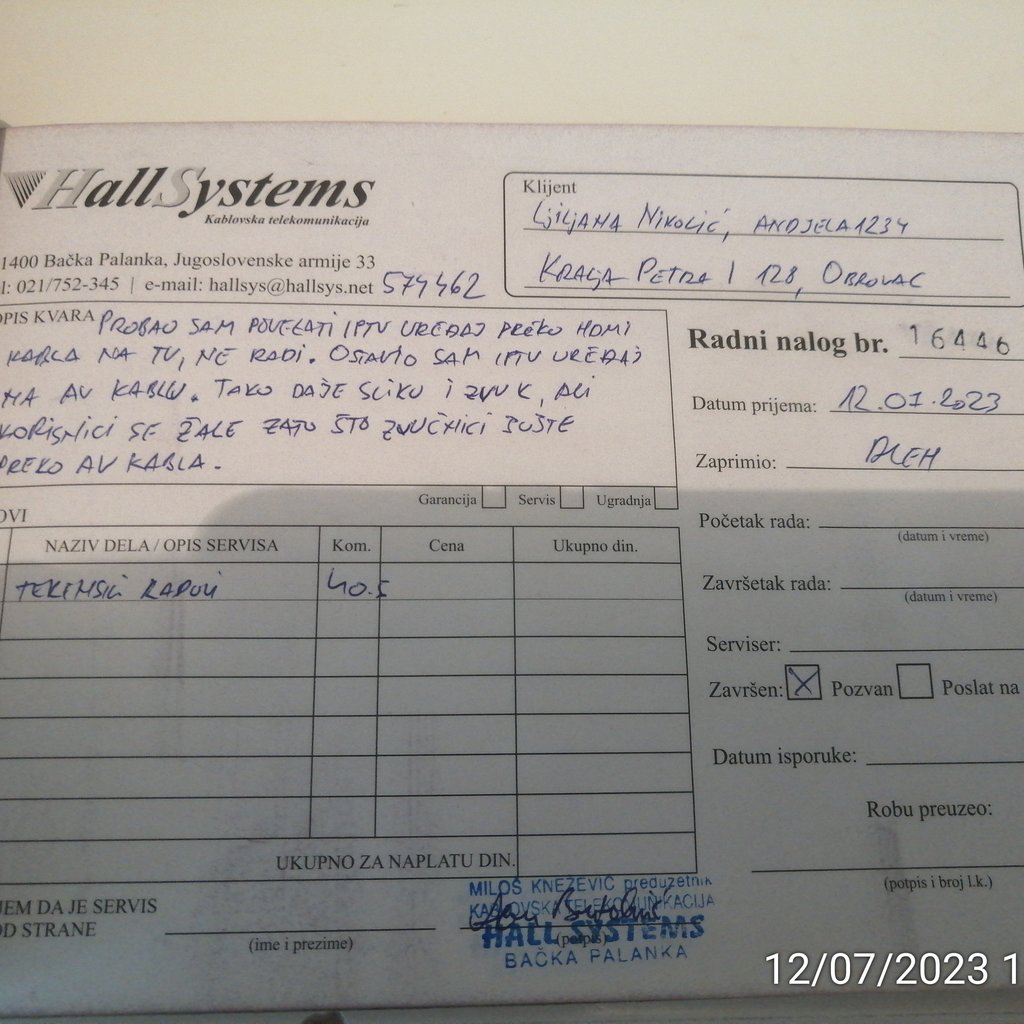 HallSystems
Kablovska telekomunikacija
1400 Bačka Palanka, Jugoslovenske armije 33
l: 021/752-345 | e-mail: hallsys@hallsys.net 574462
Klijent
LJILJANA NIKOLIĆ, ANDJELA1234
KRALJA PETRA I 128, OBROVAC
OPIS KVARA PROBAO SAM POVEZATI IPTV UREĐAJ PREKO HDMI
KABLA NA TV, NE RADI. OSTAVIO SAM IPTV UREĐAJ
NA AV KABLU. TAKO DAJE SLIKU I ZVUK, ALI
KORISNICI SE ŽALE ZATO ŠTO ZVUČNICI ŠUŠTE
PREKO AV KABLA.
Radni nalog br. 16446
Datum prijema: 12.07.2023
Zaprimio:
Garancija Servis Ugradnja
OVI
Početak rada:
(datum i vreme)
NAZIV DELA / OPIS SERVISA Kom. Cena Ukupno din.
TERENSKI RADOVI
Završetak rada:
(datum i vreme)
Serviser:
Završen: X Pozvan Poslat na
Datum isporuke:
Robu preuzeo:
UKUPNO ZA NAPLATU DIN.
(potpis i broj l.k.)
JEM DA JE SERVIS
OD STRANE
(ime i prezime)
(potpis)
MILOŠ KNEŽEVIĆ preduzetnik
KABLOVSKA TELEKOMUNIKACIJA
HALL SYSTEMS
BAČKA PALANKA
12/07/2023 1